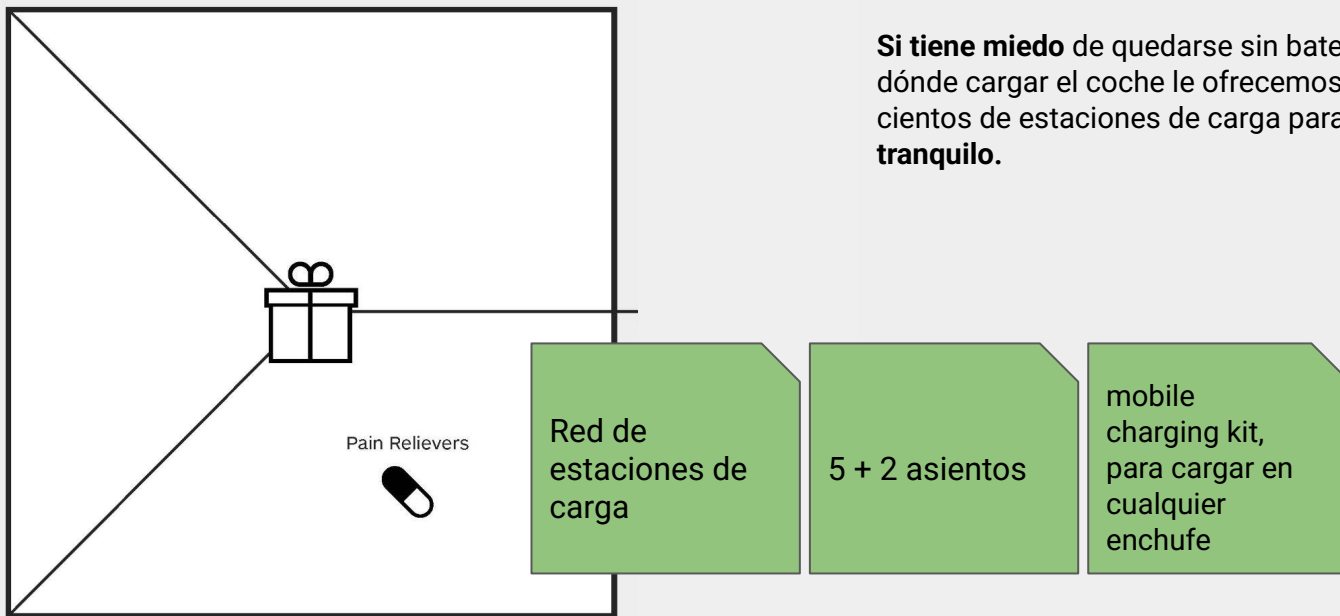 Si tiene miedo de quedarse sin bate
dónde cargar el coche le ofrecemos
cientos de estaciones de carga para
tranquilo.
Pain Relievers
Red de
estaciones de
carga
5 + 2 asientos
mobile
charging kit,
para cargar en
cualquier
enchufe